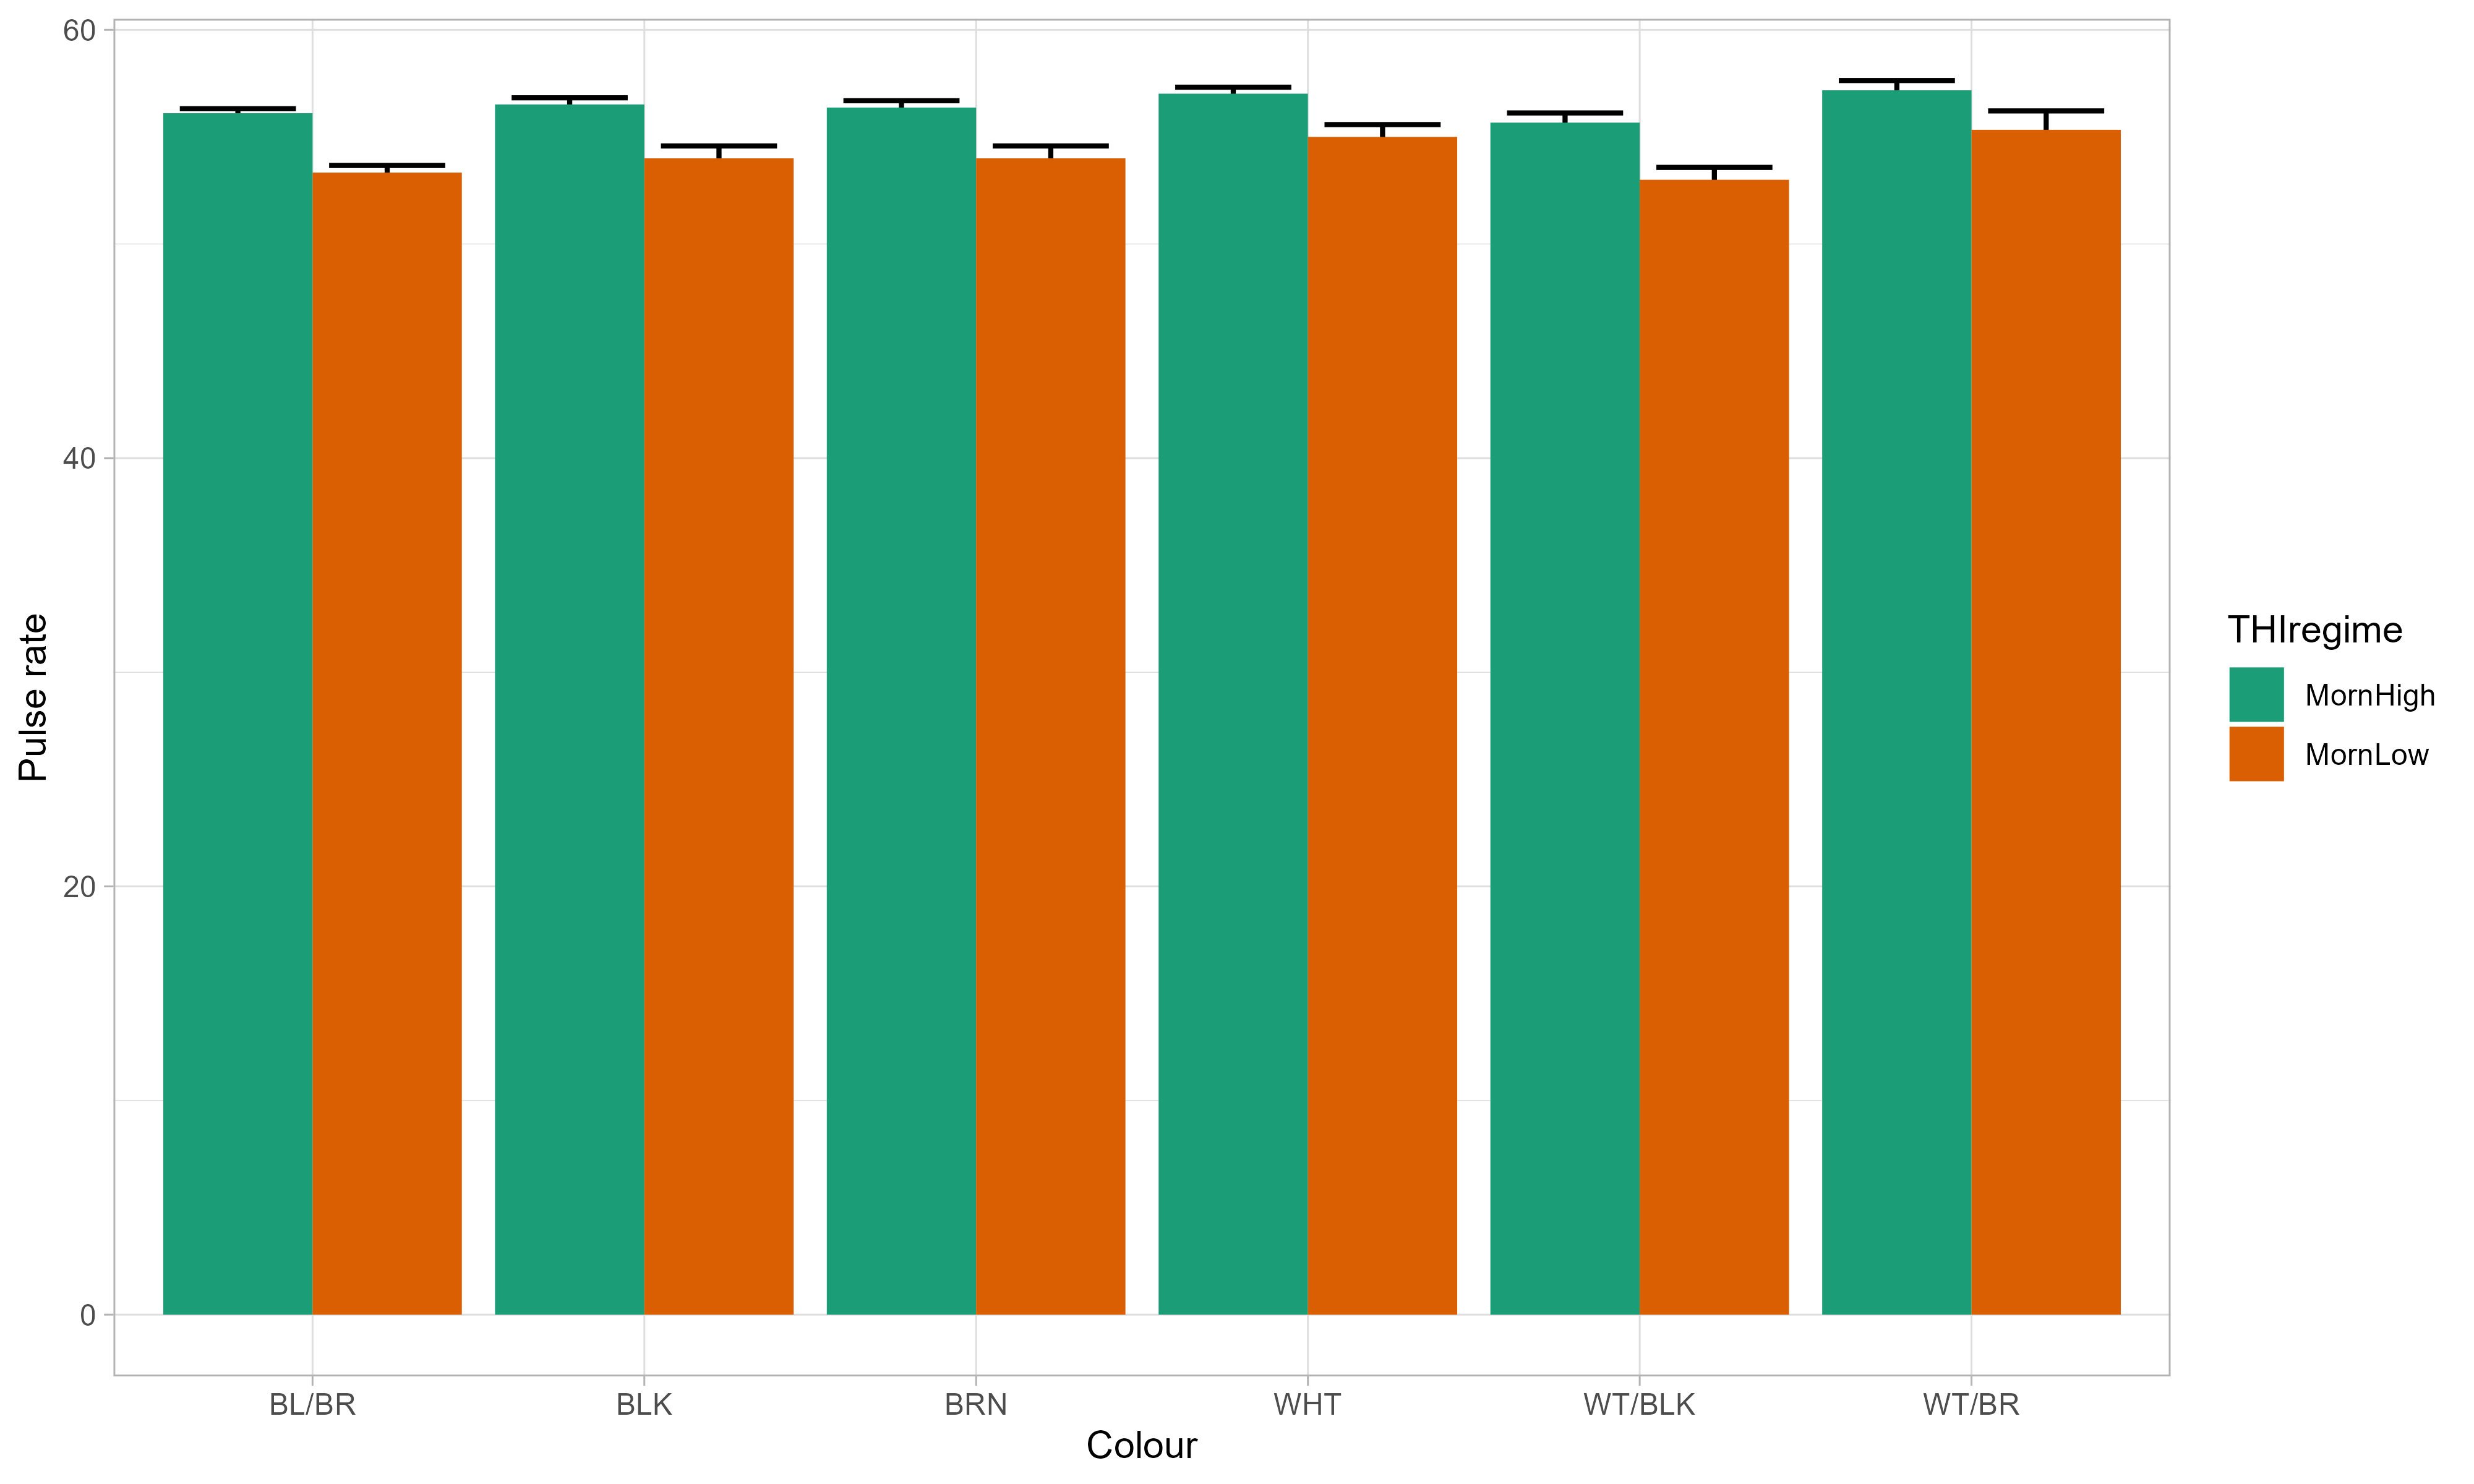 60
40
20
0
Pulse rate
BL/BR BLK BRN WHT WT/BLK WT/BR
Colour
THIregime
MornHigh
MornLow